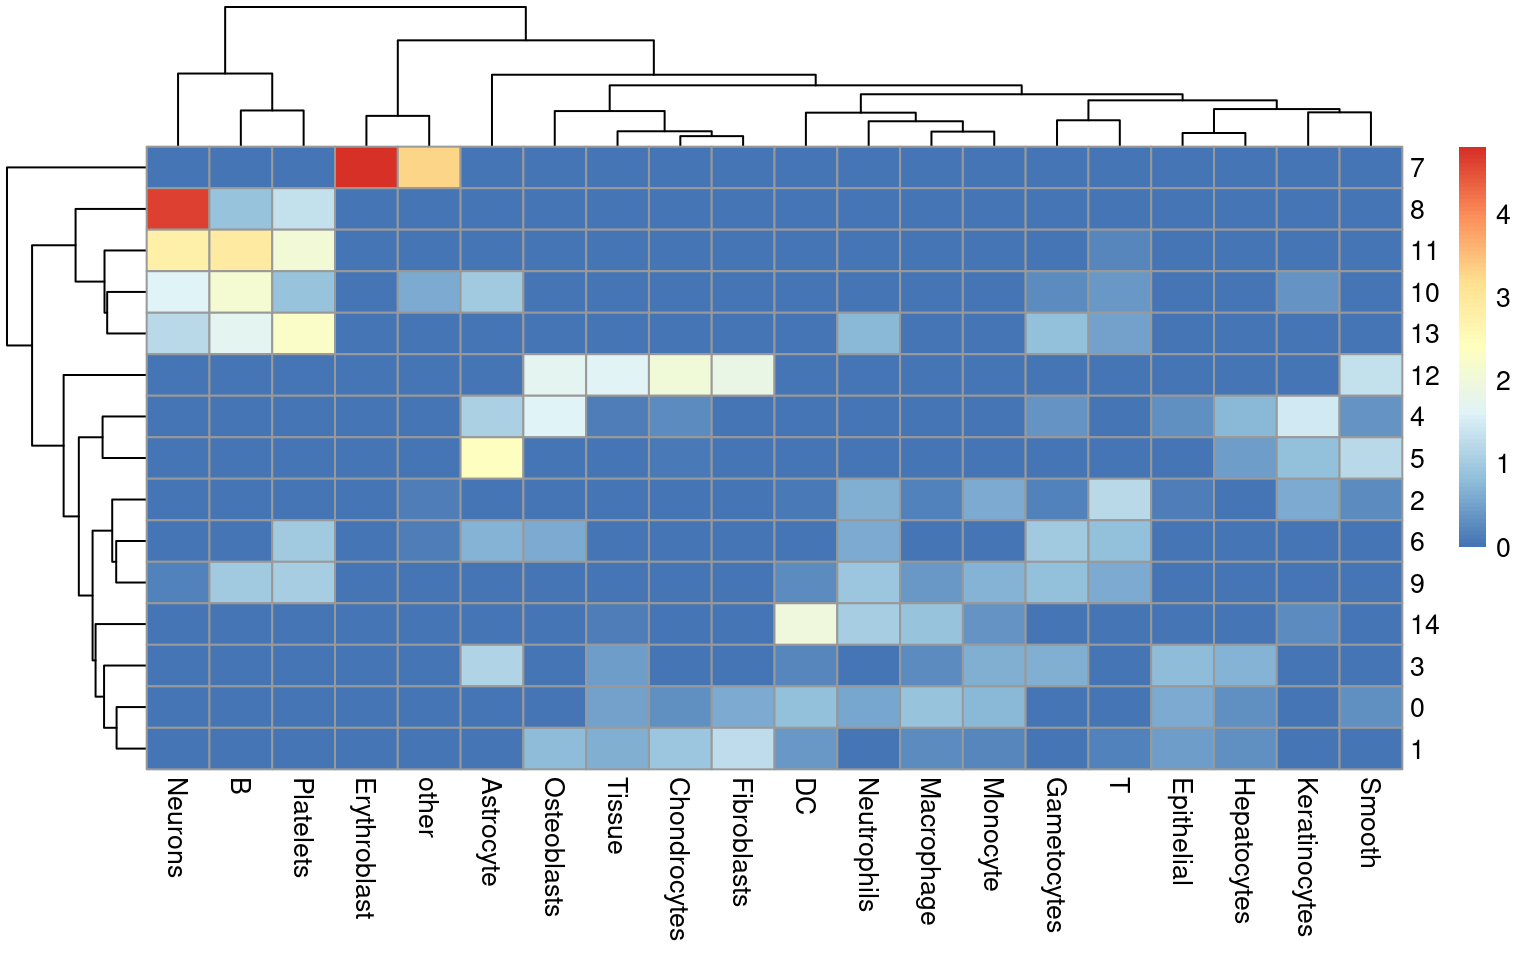 7
8
11
10
13
12
4
5
2
6
9
14
3
0
1
4
3
2
1
0
Neurons
B
Platelets
Erythroblast
other
Astrocyte
Osteoblasts
Tissue
Chondrocytes
Fibroblasts
DC
Neutrophils
Macrophage
Monocyte
Gametocytes
T
Epithelial
Hepatocytes
Keratinocytes
Smooth